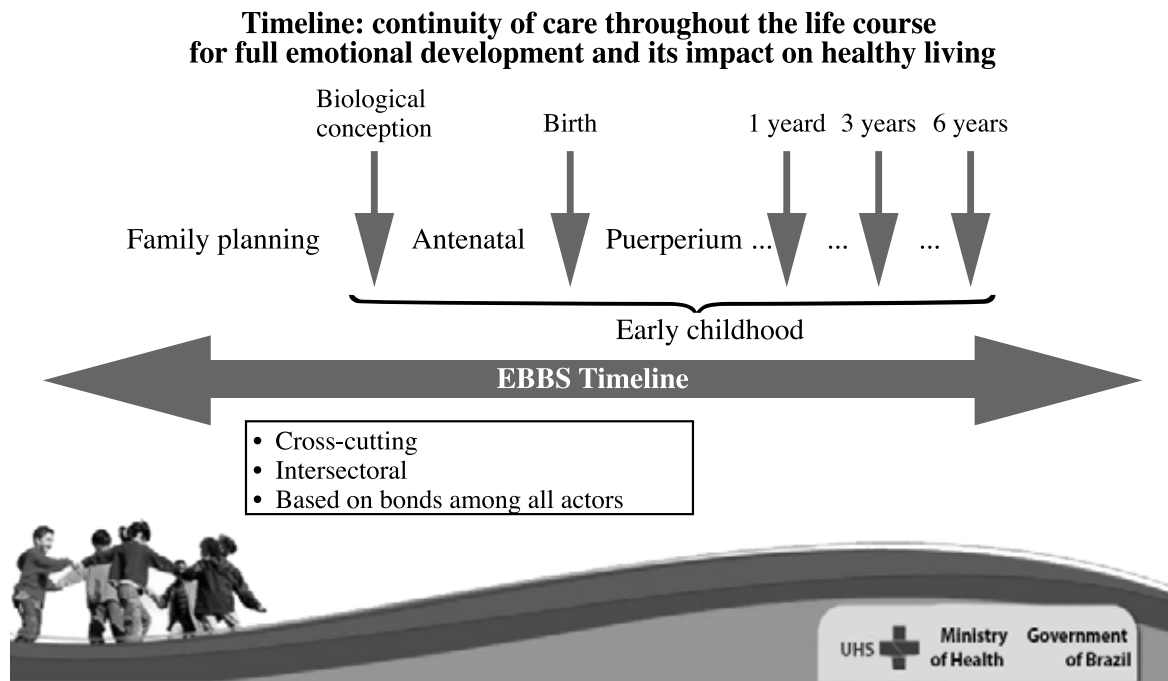 Timeline: continuity of care throughout the life course
for full emotional development and its impact on healthy living
Biological
conception
Birth
1 yeard
3 years
6 years
Family planning
Antenatal
Puerperium ...
...
...
Early childhood
EBBS Timeline
• Cross-cutting
• Intersectoral
• Based on bonds among all actors
UHS
Ministry
of Health
Government
of Brazil